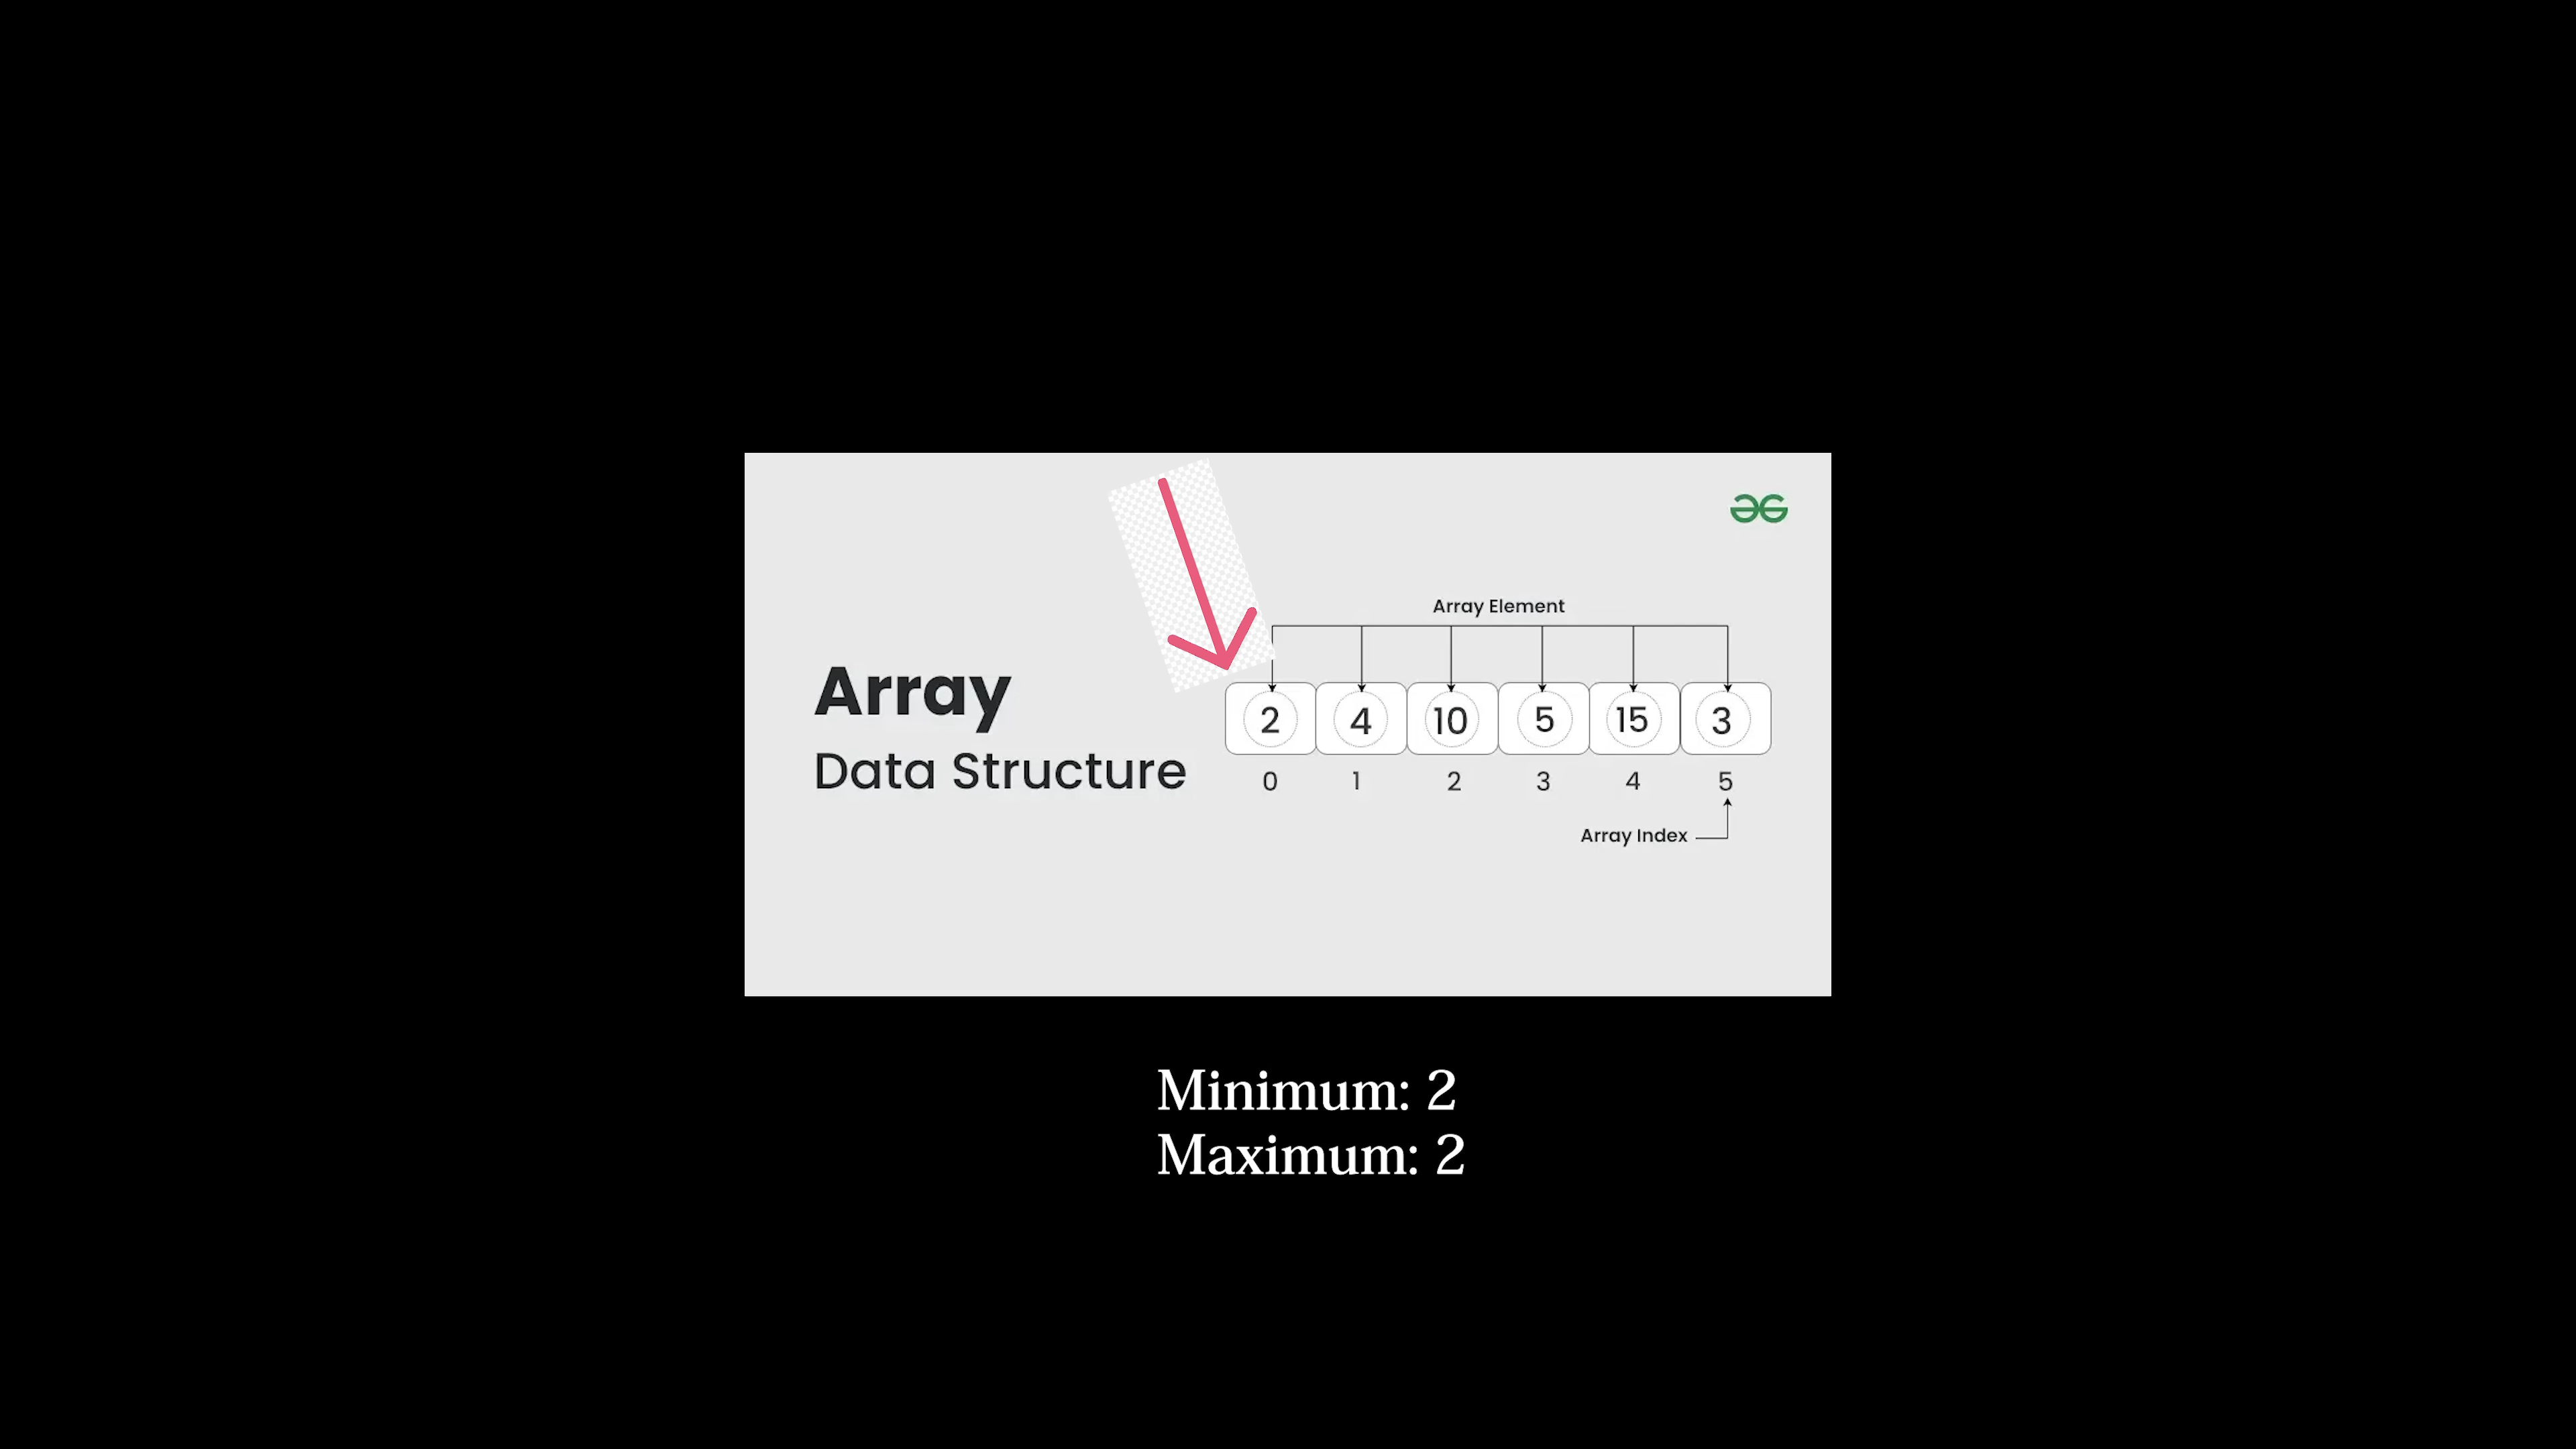 Array Element
Array
Data Structure
2 4 10 5 15 3
0 1 2 3 4 5
Array Index
Minimum: 2
Maximum: 2